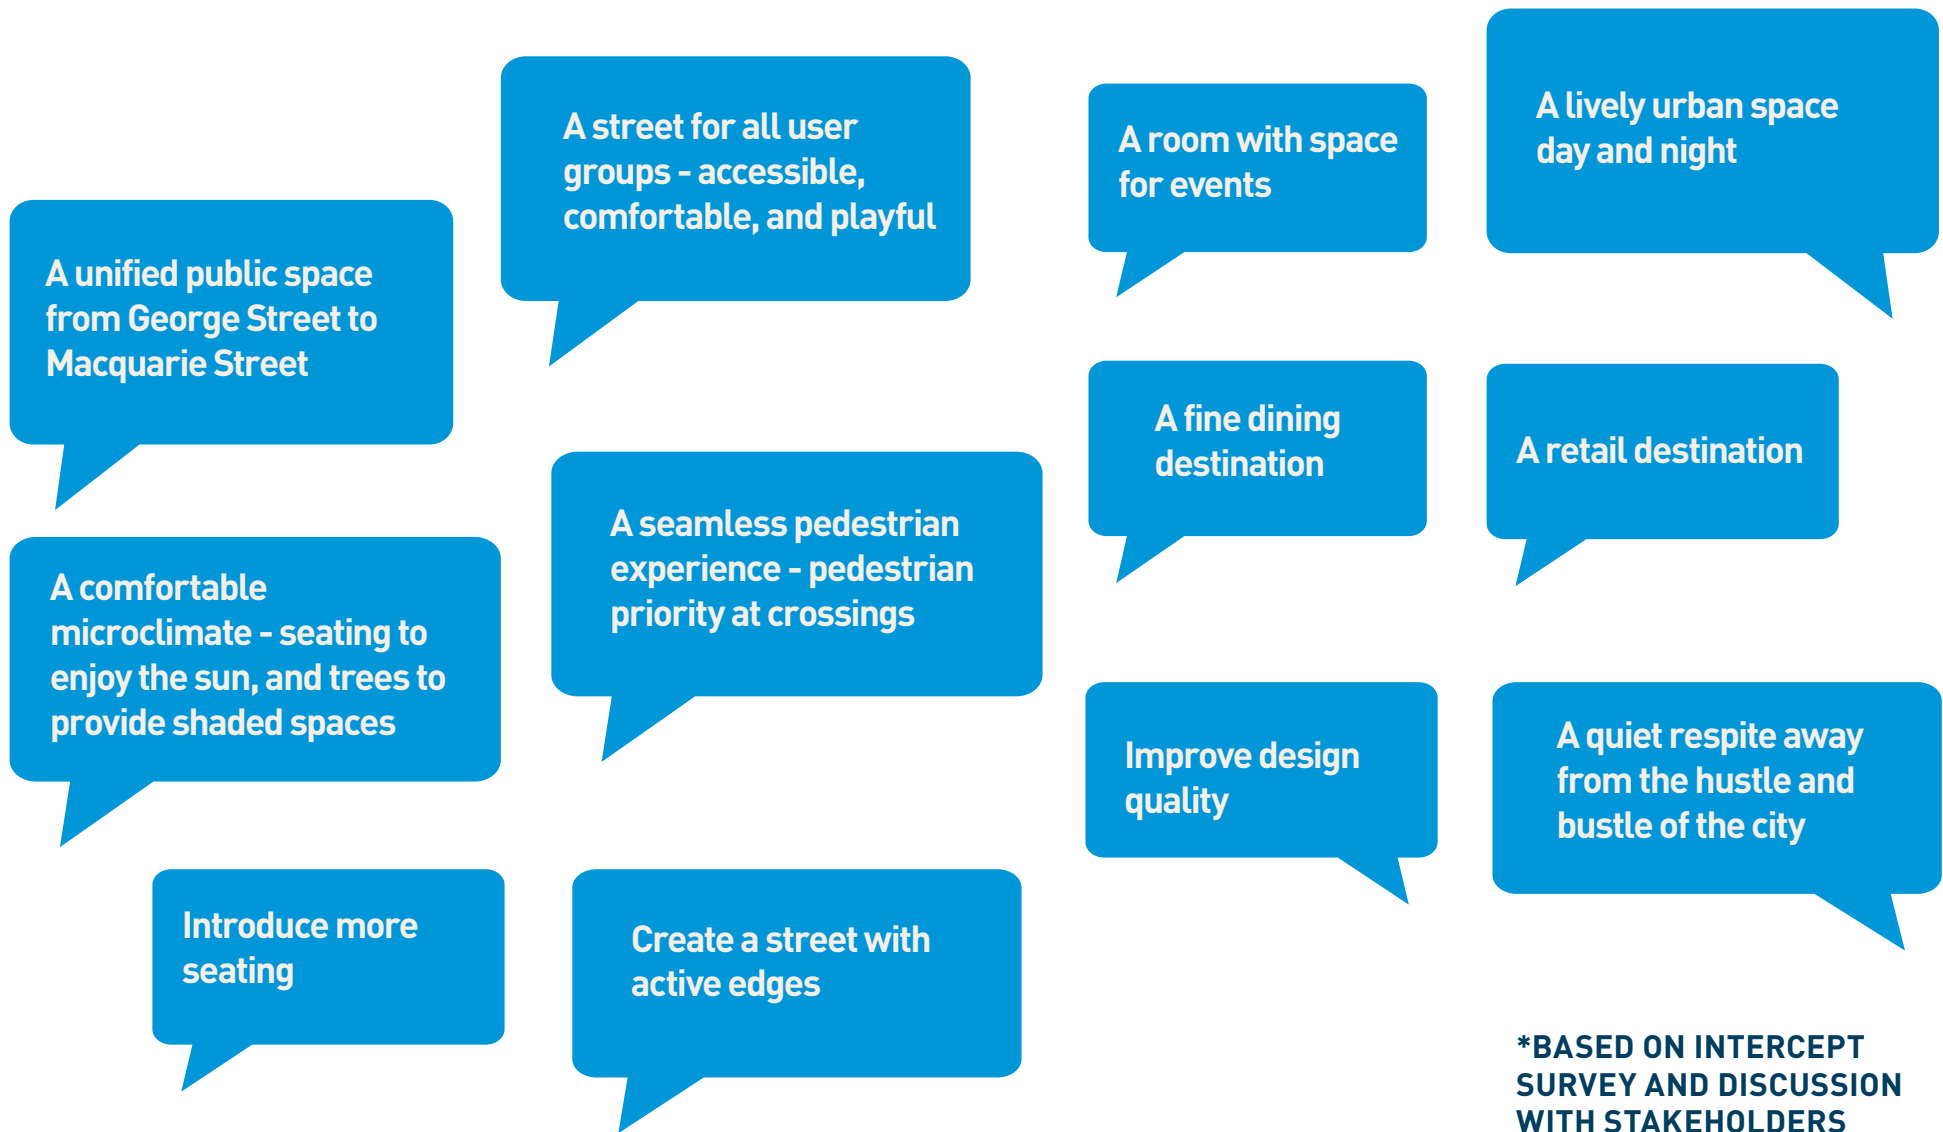 A unified public space
from George Street to
Macquarie Street
A street for all user
groups - accessible,
comfortable, and playful
A room with space
for events
A lively urban space
day and night
A comfortable
microclimate - seating to
enjoy the sun, and trees to
provide shaded spaces
A seamless pedestrian
experience - pedestrian
priority at crossings
A fine dining
destination
A retail destination
Introduce more
seating
Create a street with
active edges
Improve design
quality
A quiet respite away
from the hustle and
bustle of the city
*BASED ON INTERCEPT
SURVEY AND DISCUSSION
WITH STAKEHOLDERS